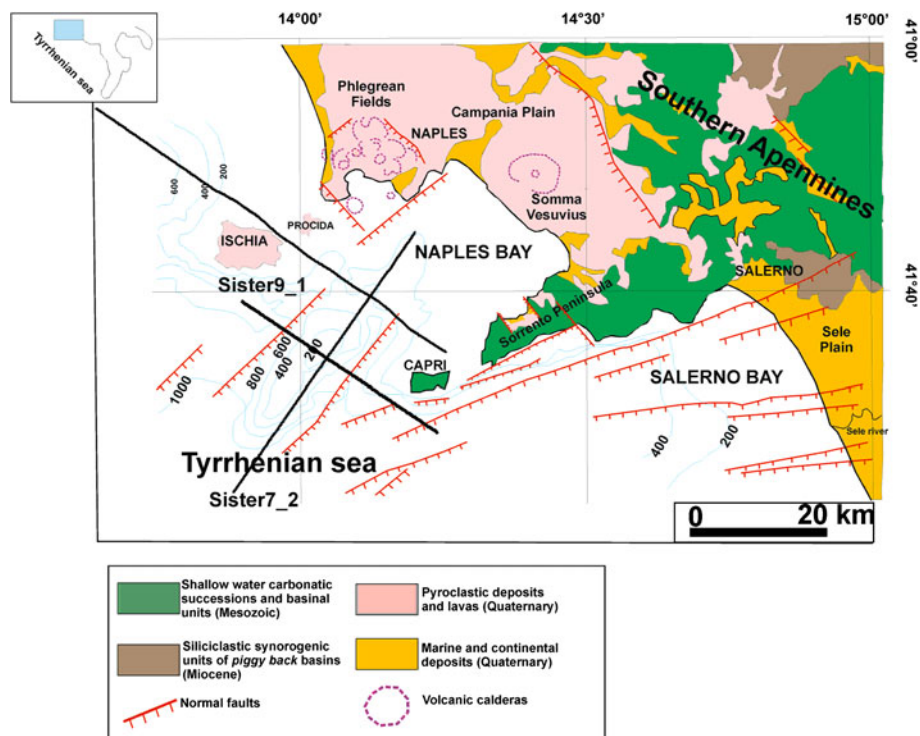 14°00'
14°30'
15°00'
41°00'
Tyrrhenian sea
Phlegrean
Fields
Campania Plain
NAPLES
Southern Apennines
600
400
200
Somma
Vesuvius
PROCIDA
ISCHIA
NAPLES BAY
SALERNO
41°40'
Sister9_1
Sorrento Paninsula
Sele
Plain
CAPRI
SALERNO BAY
1000
800
600
400
200
Sele river
400
200
Tyrrhenian sea
Sister7_2
0 20 km
Shallow water carbonatic
successions and basinal
units (Mesozoic)
Pyroclastic deposits
and lavas (Quaternary)
Siliciclastic synorogenic
units of piggy back basins
(Miocene)
Marine and continental
deposits (Quaternary)
Normal faults
Volcanic calderas